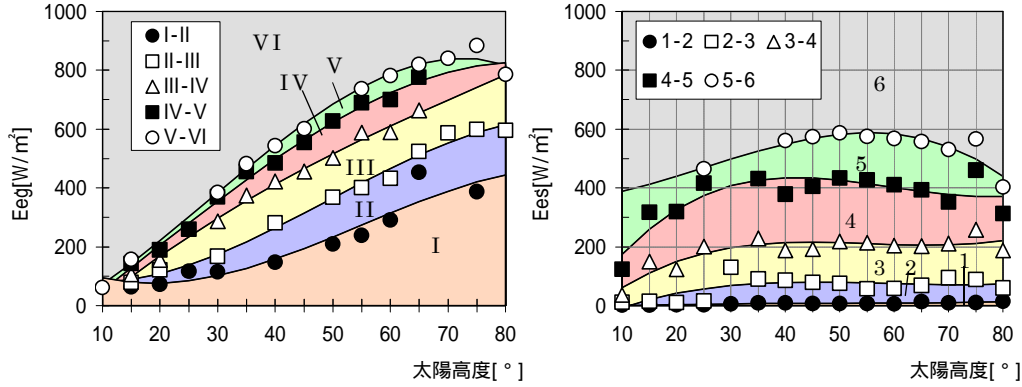 1000
800
600
400
200
0
Eeg[W/㎡]
I-II
II-III
III-IV
IV-V
V-VI
VI
V
IV
III
II
I
10 20 30 40 50 60 70 80
太陽高度[°]
1000
800
600
400
200
0
Ees[W/㎡]
1-2 2-3 3-4
4-5 5-6
6
5
4
3 2 1
10 20 30 40 50 60 70 80
太陽高度[°]